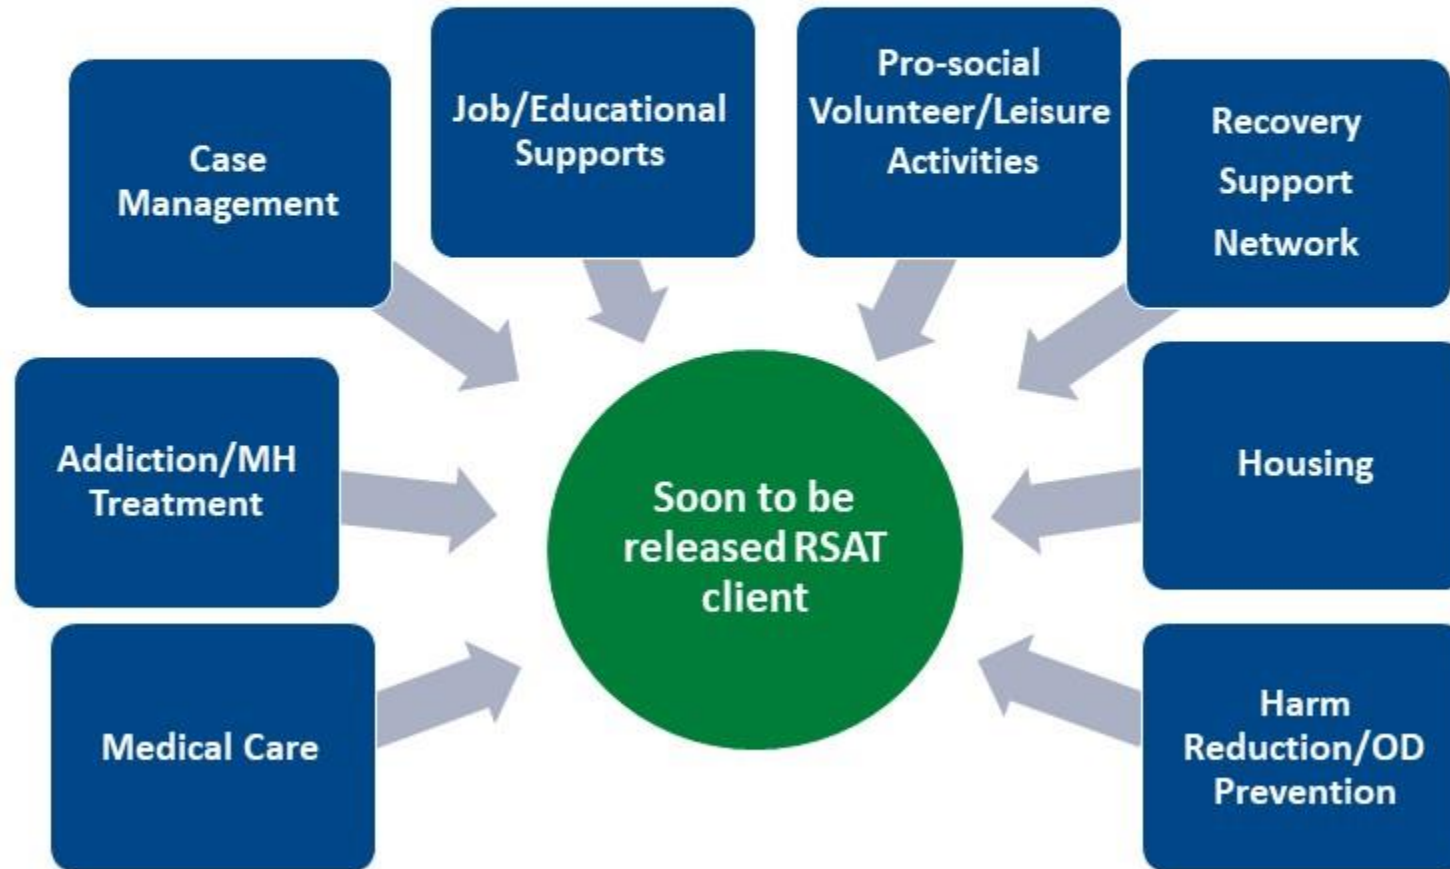 Case
Management
Job/Educational
Supports
Pro-social
Volunteer/Leisure
Activities
Recovery
Support
Network
Addiction/MH
Treatment
Soon to be
released RSAT
client
Housing
Medical Care
Harm
Reduction/OD
Prevention